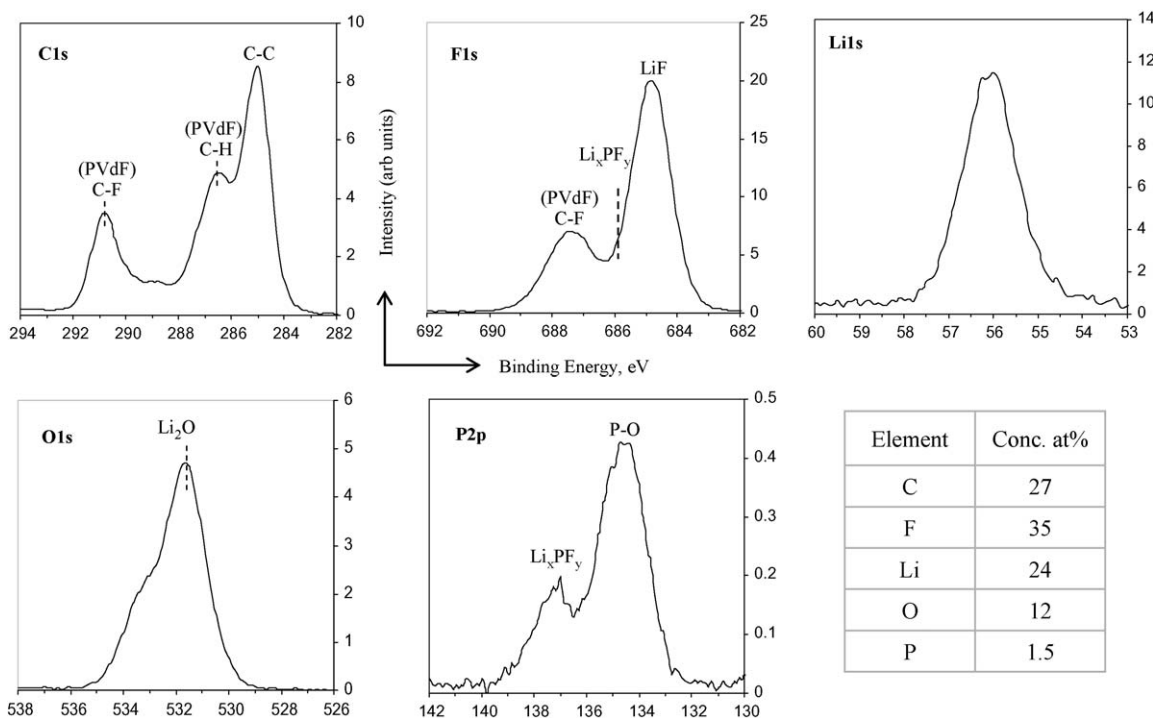 C1s
C-C
(PVdF)
C-H
(PVdF)
C-F
10
8
6
4
2
0
294 292 290 288 286 284 282
Intensity (arb units)
Binding Energy, eV
F1s
LiF
LiₓPFᵧ
(PVdF)
C-F
25
20
15
10
5
0
692 690 688 686 684 682
Li1s
14
12
10
8
6
4
2
0
60 59 58 57 56 55 54 53
O1s
Li₂O
6
5
4
3
2
1
0
538 536 534 532 530 528 526
P2p
P-O
LiₓPFᵧ
0.5
0.4
0.3
0.2
0.1
0
142 140 138 136 134 132 130
Element Conc. at%
C 27
F 35
Li 24
O 12
P 1.5